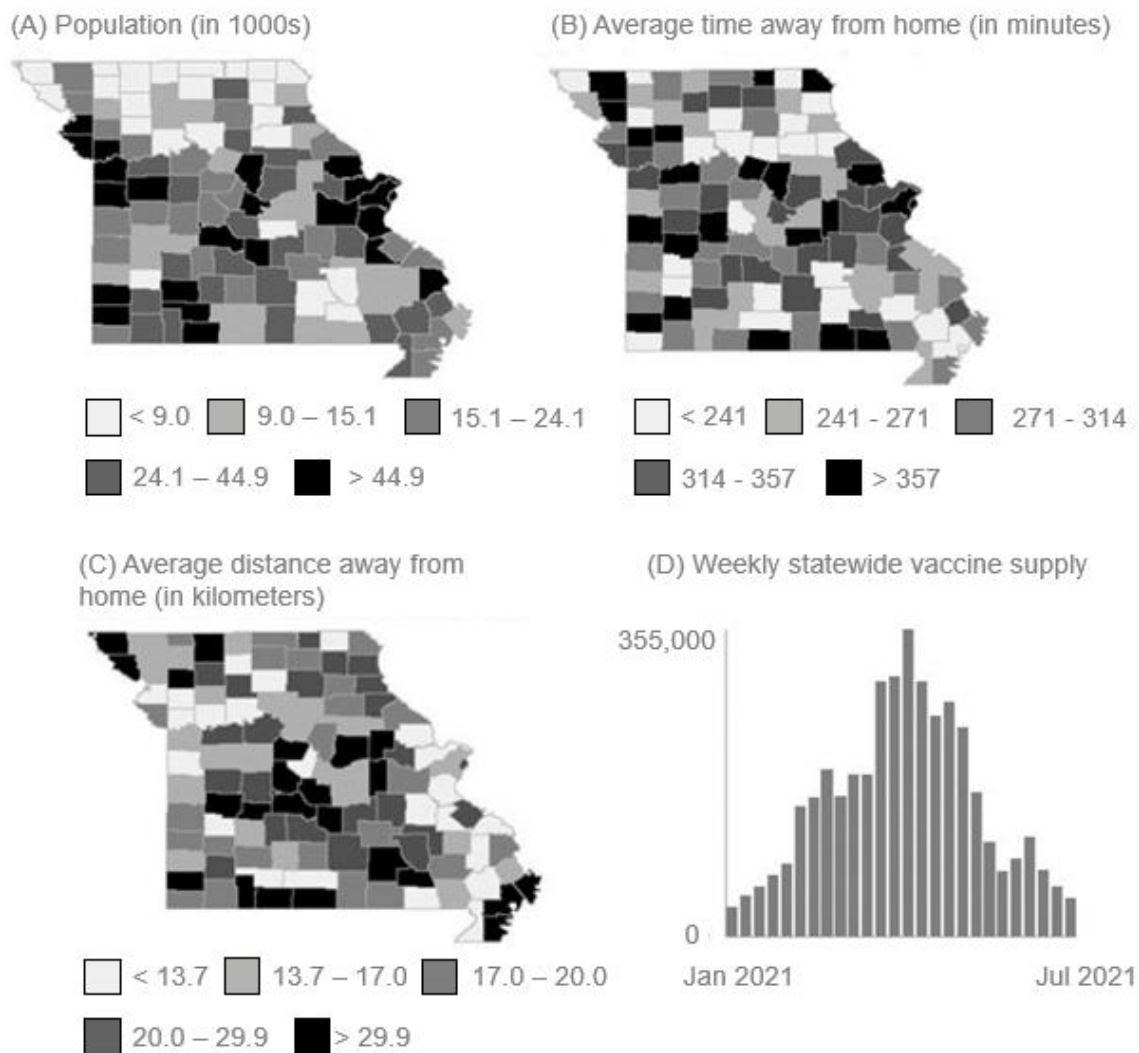 (A) Population (in 1000s)
(B) Average time away from home (in minutes)
< 9.0 9.0 – 15.1 15.1 – 24.1
24.1 – 44.9 > 44.9
< 241 241 - 271 271 - 314
314 - 357 > 357
(C) Average distance away from
home (in kilometers)
< 13.7 13.7 – 17.0 17.0 – 20.0
20.0 – 29.9 > 29.9
(D) Weekly statewide vaccine supply
355,000
0
Jan 2021 Jul 2021